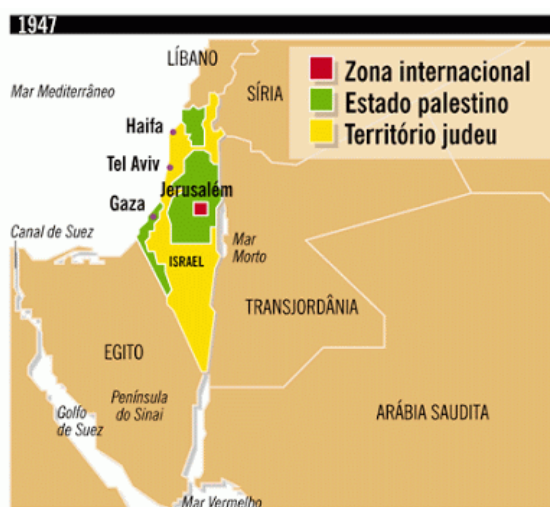 1947
LÍBANO
Zona internacional
Estado palestino
Território judeu
Mar Mediterrâneo
SÍRIA
Haifa
Tel Aviv
Jerusalém
Gaza
Canal de Suez
Mar
Morto
ISRAEL
TRANSJORDÂNIA
EGITO
Península
do Sinai
Golfo
de Suez
ARÁBIA SAUDITA
Mar Vermelho